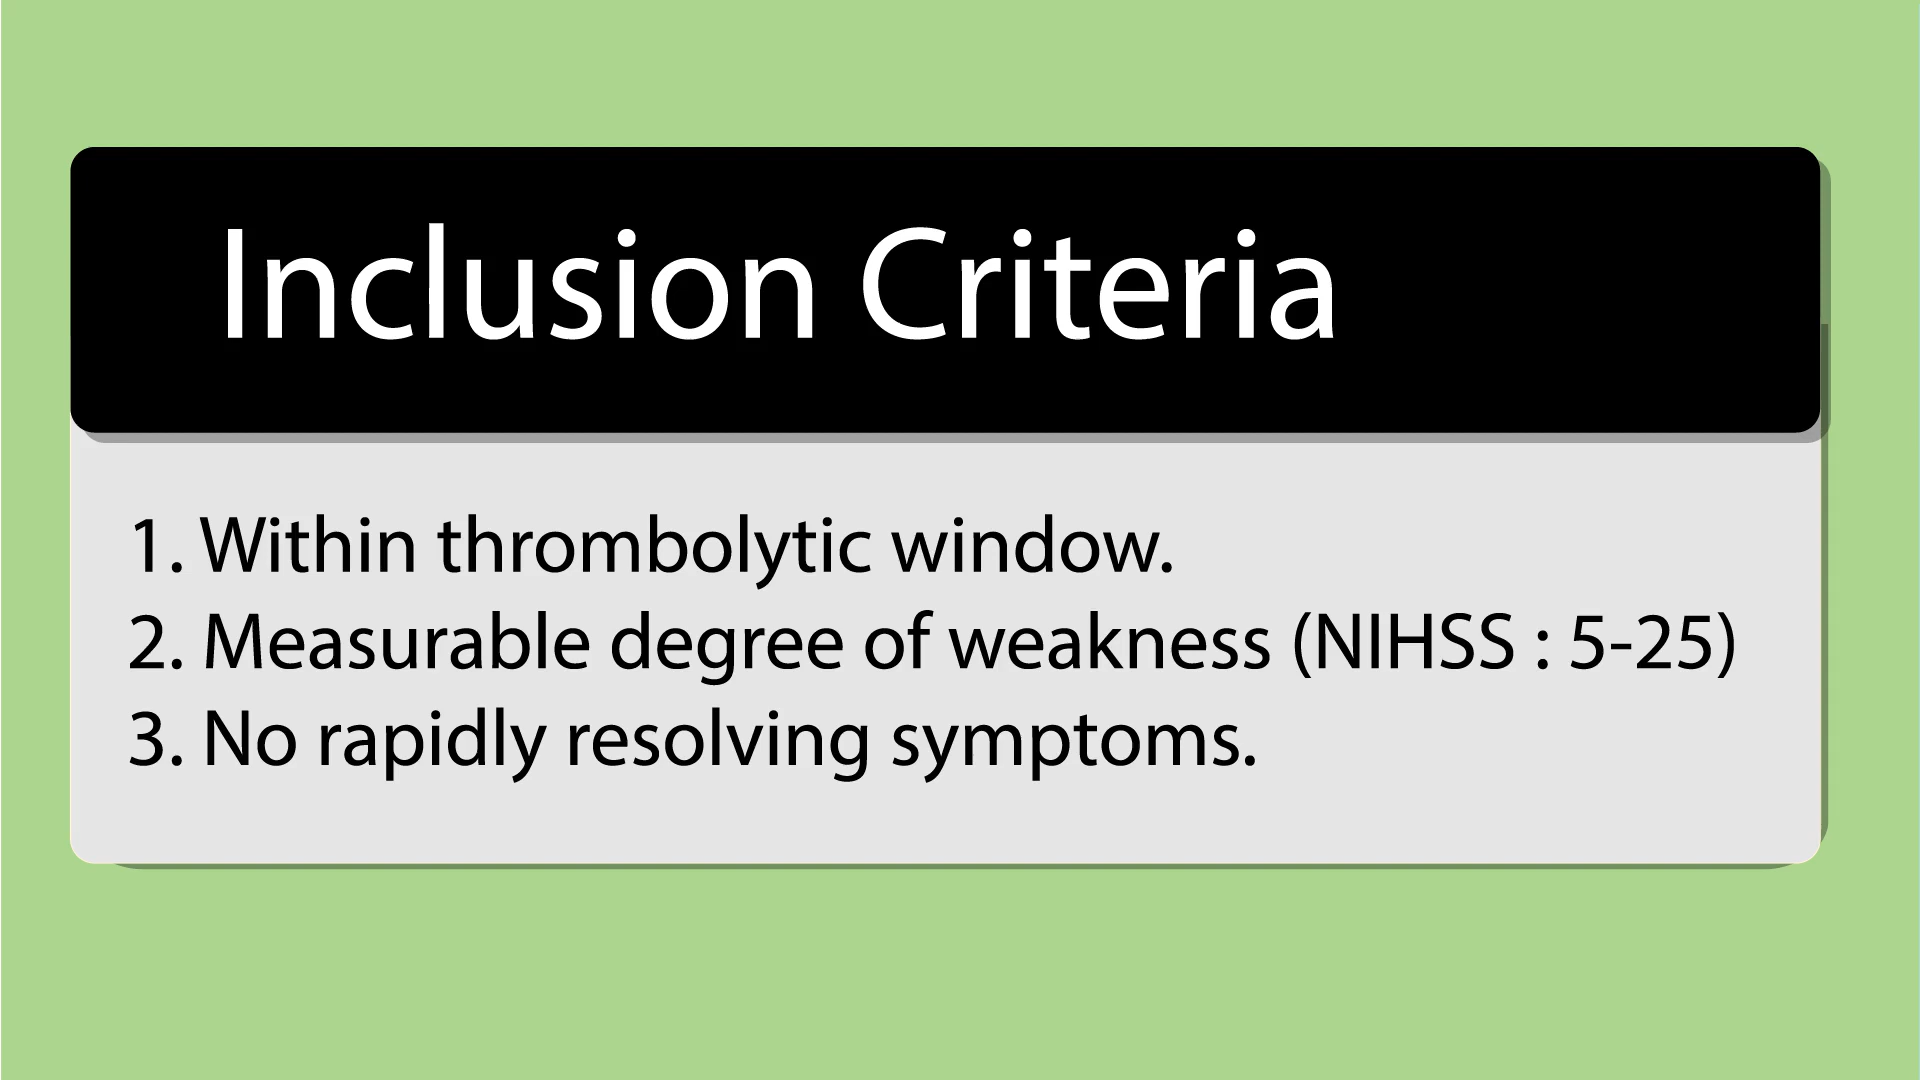 Inclusion Criteria
1. Within thrombolytic window.
2. Measurable degree of weakness (NIHSS : 5-25)
3. No rapidly resolving symptoms.